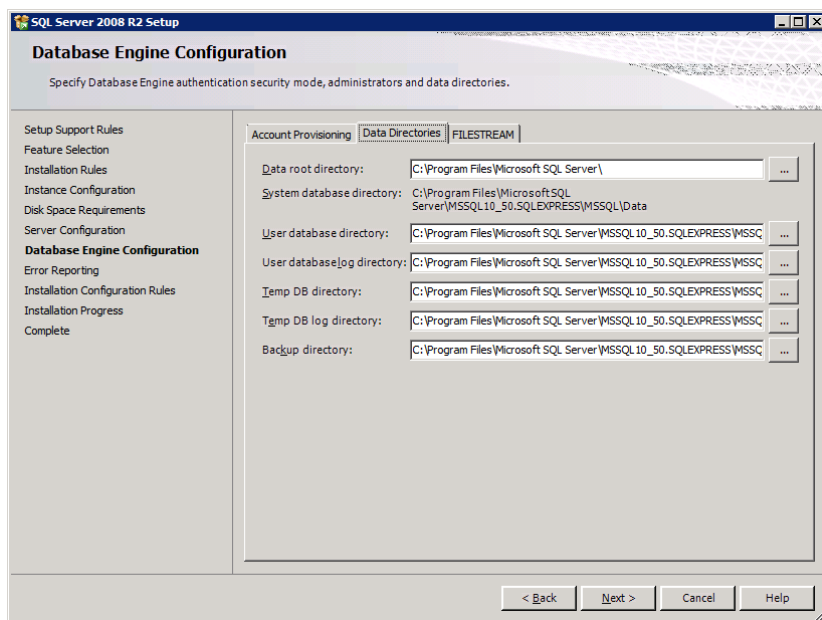 SQL Server 2008 R2 Setup
Database Engine Configuration
Specify Database Engine authentication security mode, administrators and data directories.
Setup Support Rules
Feature Selection
Installation Rules
Instance Configuration
Disk Space Requirements
Server Configuration
Database Engine Configuration
Error Reporting
Installation Configuration Rules
Installation Progress
Complete
Account Provisioning Data Directories FILESTREAM
Data root directory: C:\Program Files\Microsoft SQL Server\ ...
System database directory: C:\Program Files\Microsoft SQL
Server\MSSQL10_50.SQLEXPRESS\MSSQL\Data
User database directory: C:\Program Files\Microsoft SQL Server\MSSQL10_50.SQLEXPRESS\MSSQ ...
User database log directory: C:\Program Files\Microsoft SQL Server\MSSQL10_50.SQLEXPRESS\MSSQ ...
Temp DB directory: C:\Program Files\Microsoft SQL Server\MSSQL10_50.SQLEXPRESS\MSSQ ...
Temp DB log directory: C:\Program Files\Microsoft SQL Server\MSSQL10_50.SQLEXPRESS\MSSQ ...
Backup directory: C:\Program Files\Microsoft SQL Server\MSSQL10_50.SQLEXPRESS\MSSQ ...
< Back Next > Cancel Help